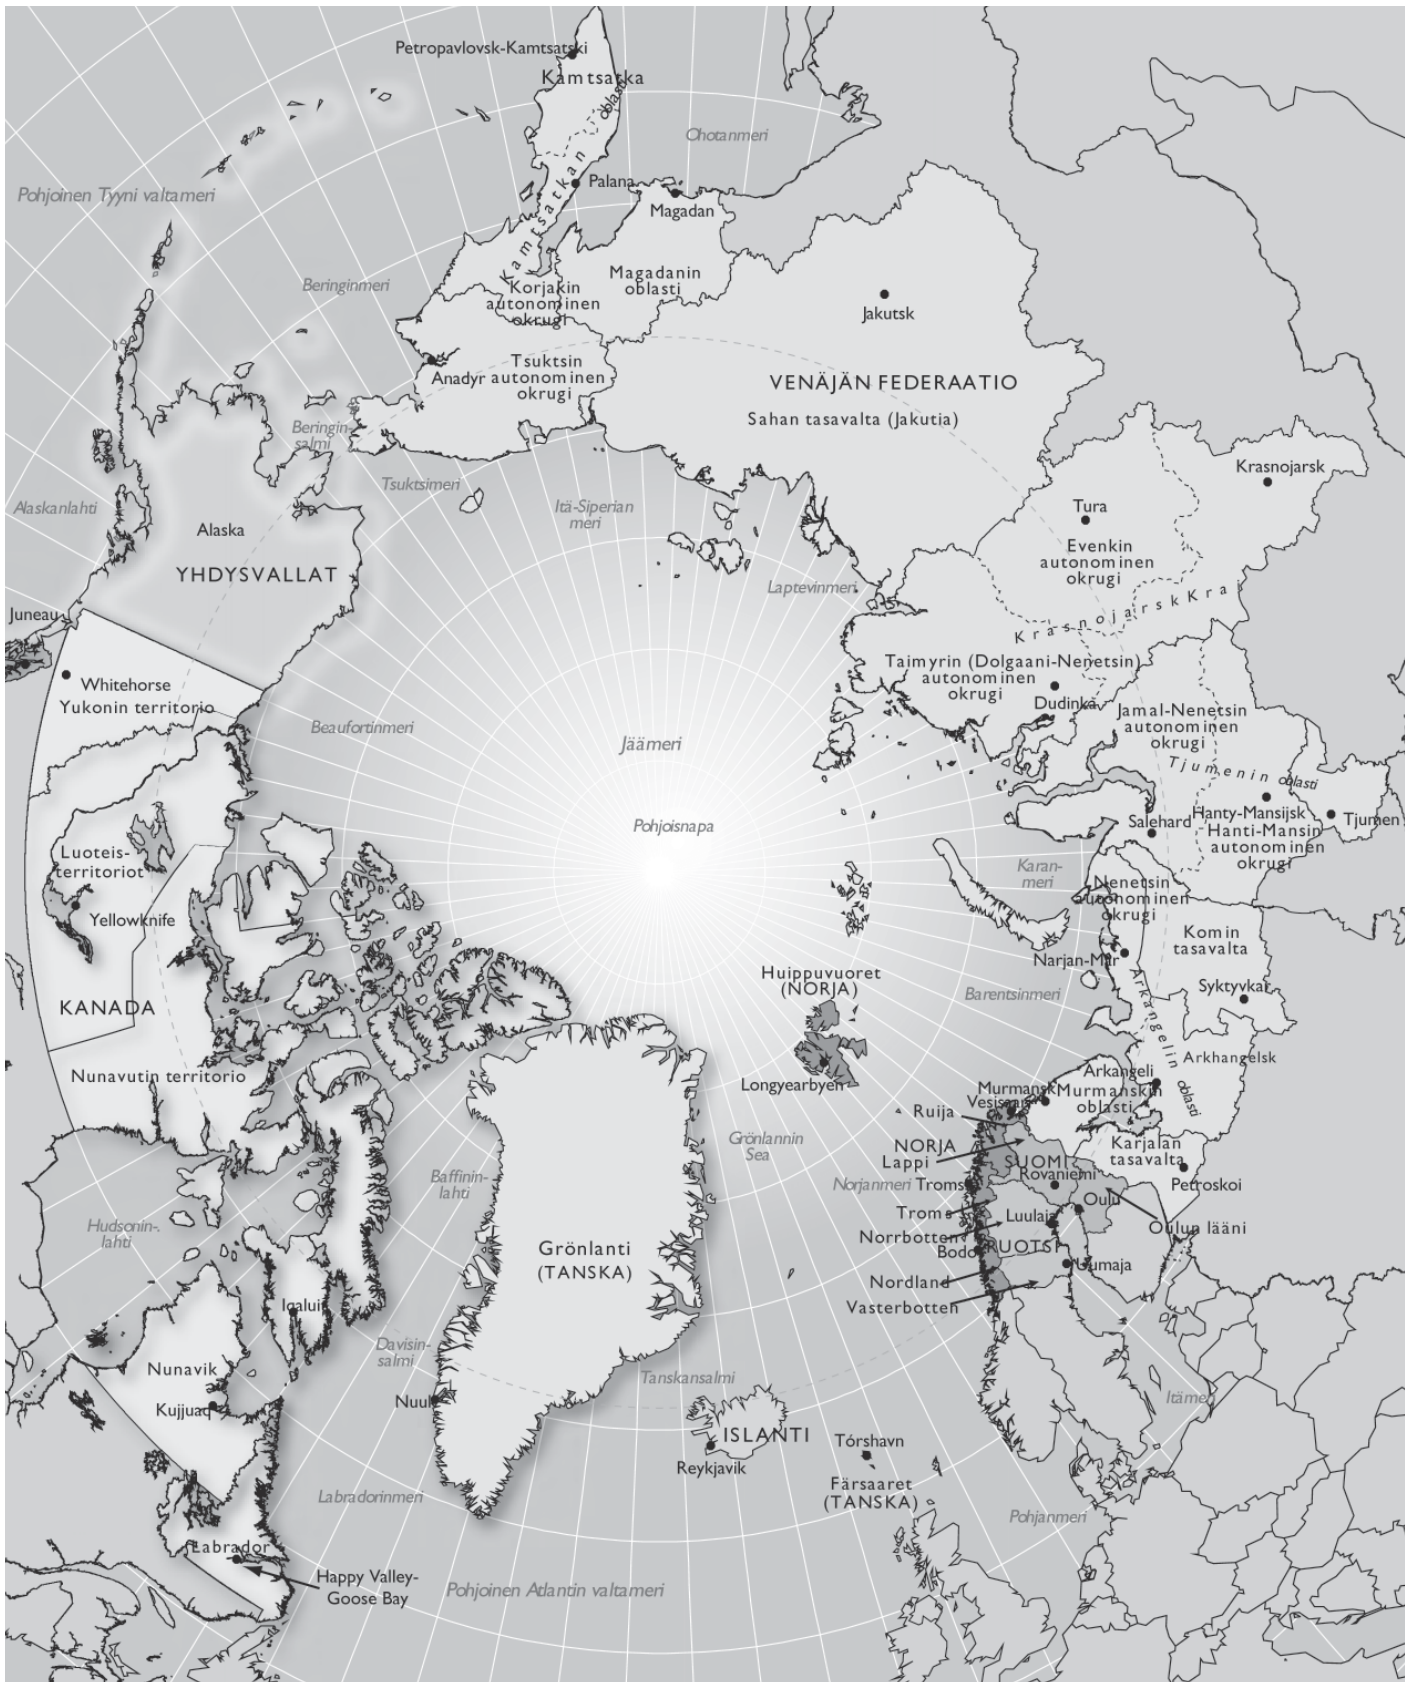 Petropavlovsk-Kamtsatski
Kamtsatka
oblasti
Ohotanmeri
Kamtsatkan
Palana
Magadan
Pohjoinen Tyyni valtameri
Magadanin
oblasti
Beringinmeri
Korjakin
autonominen
okrugi
Jakutsk
Tsuktsin
autonominen
okrugi
Anadyr
VENÄJÄN FEDERAATIO
Sahan tasavalta (Jakutia)
Beringin-
salmi
Tsuktsimeri
Itä-Siperian
meri
Krasnojarsk
Alaskanlahti
Alaska
Tura
Evenkin
autonominen
okrugi
YHDYSVALLAT
Laptevinmeri
Krasnojarsk Krai
Juneau
Taimyrin (Dolgaani-Nenetsin)
autonominen
okrugi
Dudinka
Whitehorse
Yukonin territorio
Beaufortinmeri
Jäämeri
Jamal-Nenetsin
autonominen
okrugi
Tjumenin oblasti
Pohjoisnapa
Salehard
Hanty-Mansijsk
Tjumen
Hanti-Mansin
autonominen
okrugi
Luoteis-
territoriot
Karan-
meri
Nenetsin
autonominen
okrugi
Yellowknife
Komin
tasavalta
Narjan-Mar
Huippuvuoret
(NORJA)
Syktyvkar
Barentsinmeri
KANADA
Arkangelin oblasti
Arkhangelsk
Nunavutin territorio
Longyearbyen
Arkangeli
Murmansk
Murmanskin
oblasti
Vesisaari
Ruija
Grönlannin
Sea
NORJA
Lappi
SUOMI
Karjalan
tasavalta
Rovaniemi
Petroskoi
Baffinin-
lahti
Norjanmeri
Troms
Oulu
Troms
Luulaja
Oulun lääni
Hudsonin-.
lahti
Norrbotten
Bodo
RUOTSI
Grönlanti
(TANSKA)
Uumaja
Nordland
Vasterbotten
Iqaluit
Davisin-
salmi
Nunavik
Tanskansalmi
Kujjuaq
Nuuk
Itämeri
ISLANTI
Tórshavn
Reykjavik
Färsaaret
(TANSKA)
Labradorinmeri
Pohjanmeri
Labrador
Happy Valley-
Goose Bay
Pohjoinen Atlantin valtameri